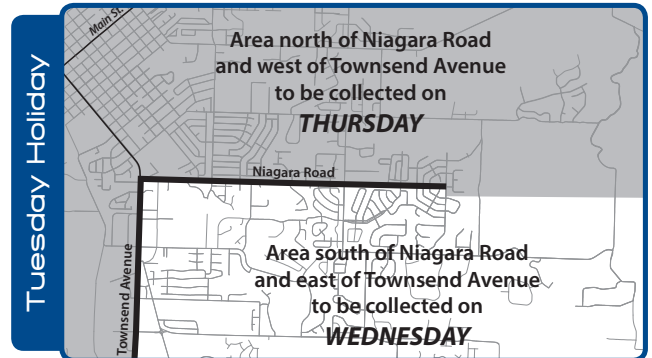 Tuesday Holiday
Main St.
Area north of Niagara Road
and west of Townsend Avenue
to be collected on
THURSDAY
Niagara Road
Townsend Avenue
Area south of Niagara Road
and east of Townsend Avenue
to be collected on
WEDNESDAY